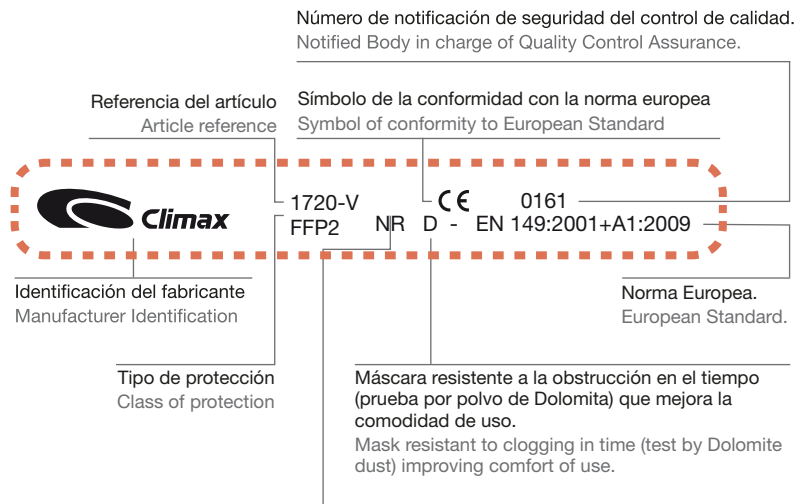 Número de notificación de seguridad del control de calidad.
Notified Body in charge of Quality Control Assurance.
Referencia del artículo
Article reference
Símbolo de la conformidad con la norma europea
Symbol of conformity to European Standard
Climax
1720-V
CE
0161
FFP2
NR D - EN 149:2001+A1:2009
Identificación del fabricante
Manufacturer Identification
Norma Europea.
European Standard.
Tipo de protección
Class of protection
Máscara resistente a la obstrucción en el tiempo
(prueba por polvo de Dolomita) que mejora la
comodidad de uso.
Mask resistant to clogging in time (test by Dolomite
dust) improving comfort of use.